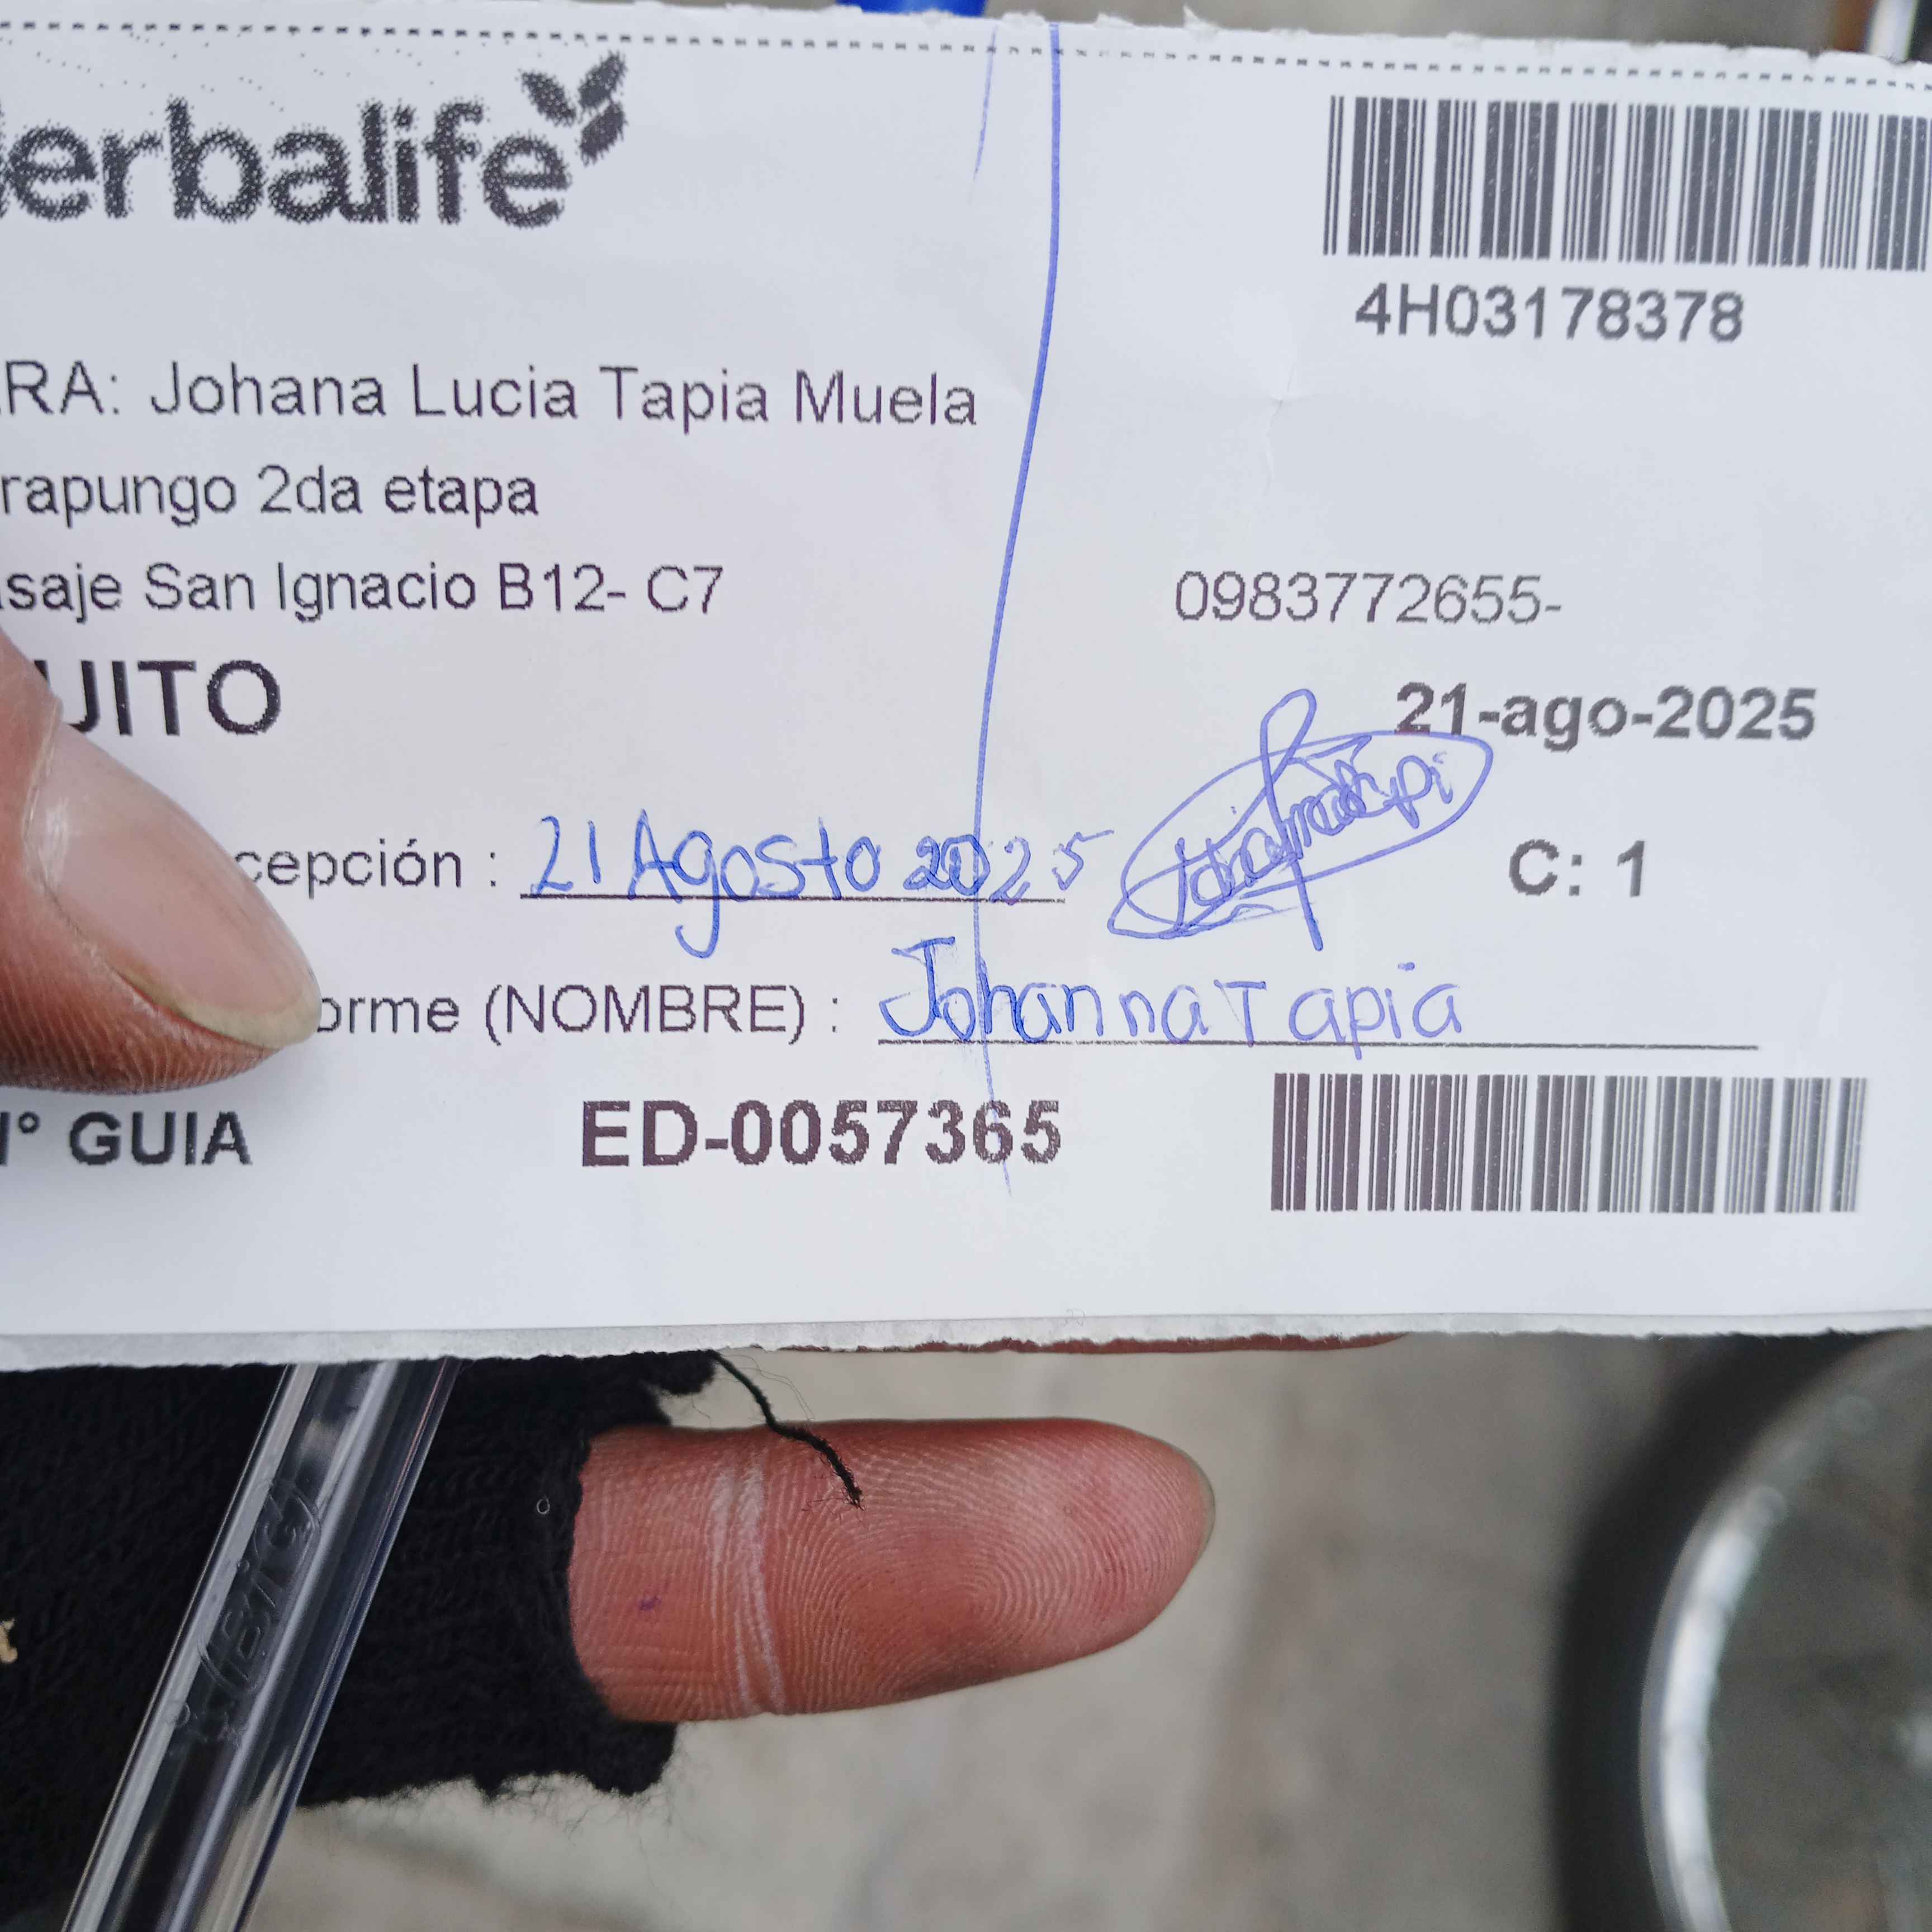 erbalife
4H03178378
RA: Johana Lucia Tapia Muela
rapungo 2da etapa
saje San Ignacio B12- C7
0983772655-
UITO
21-ago-2025
cepción : 21 Agosto 2025
C: 1
orme (NOMBRE) : Johanna Tapia
° GUIA ED-0057365
BIC